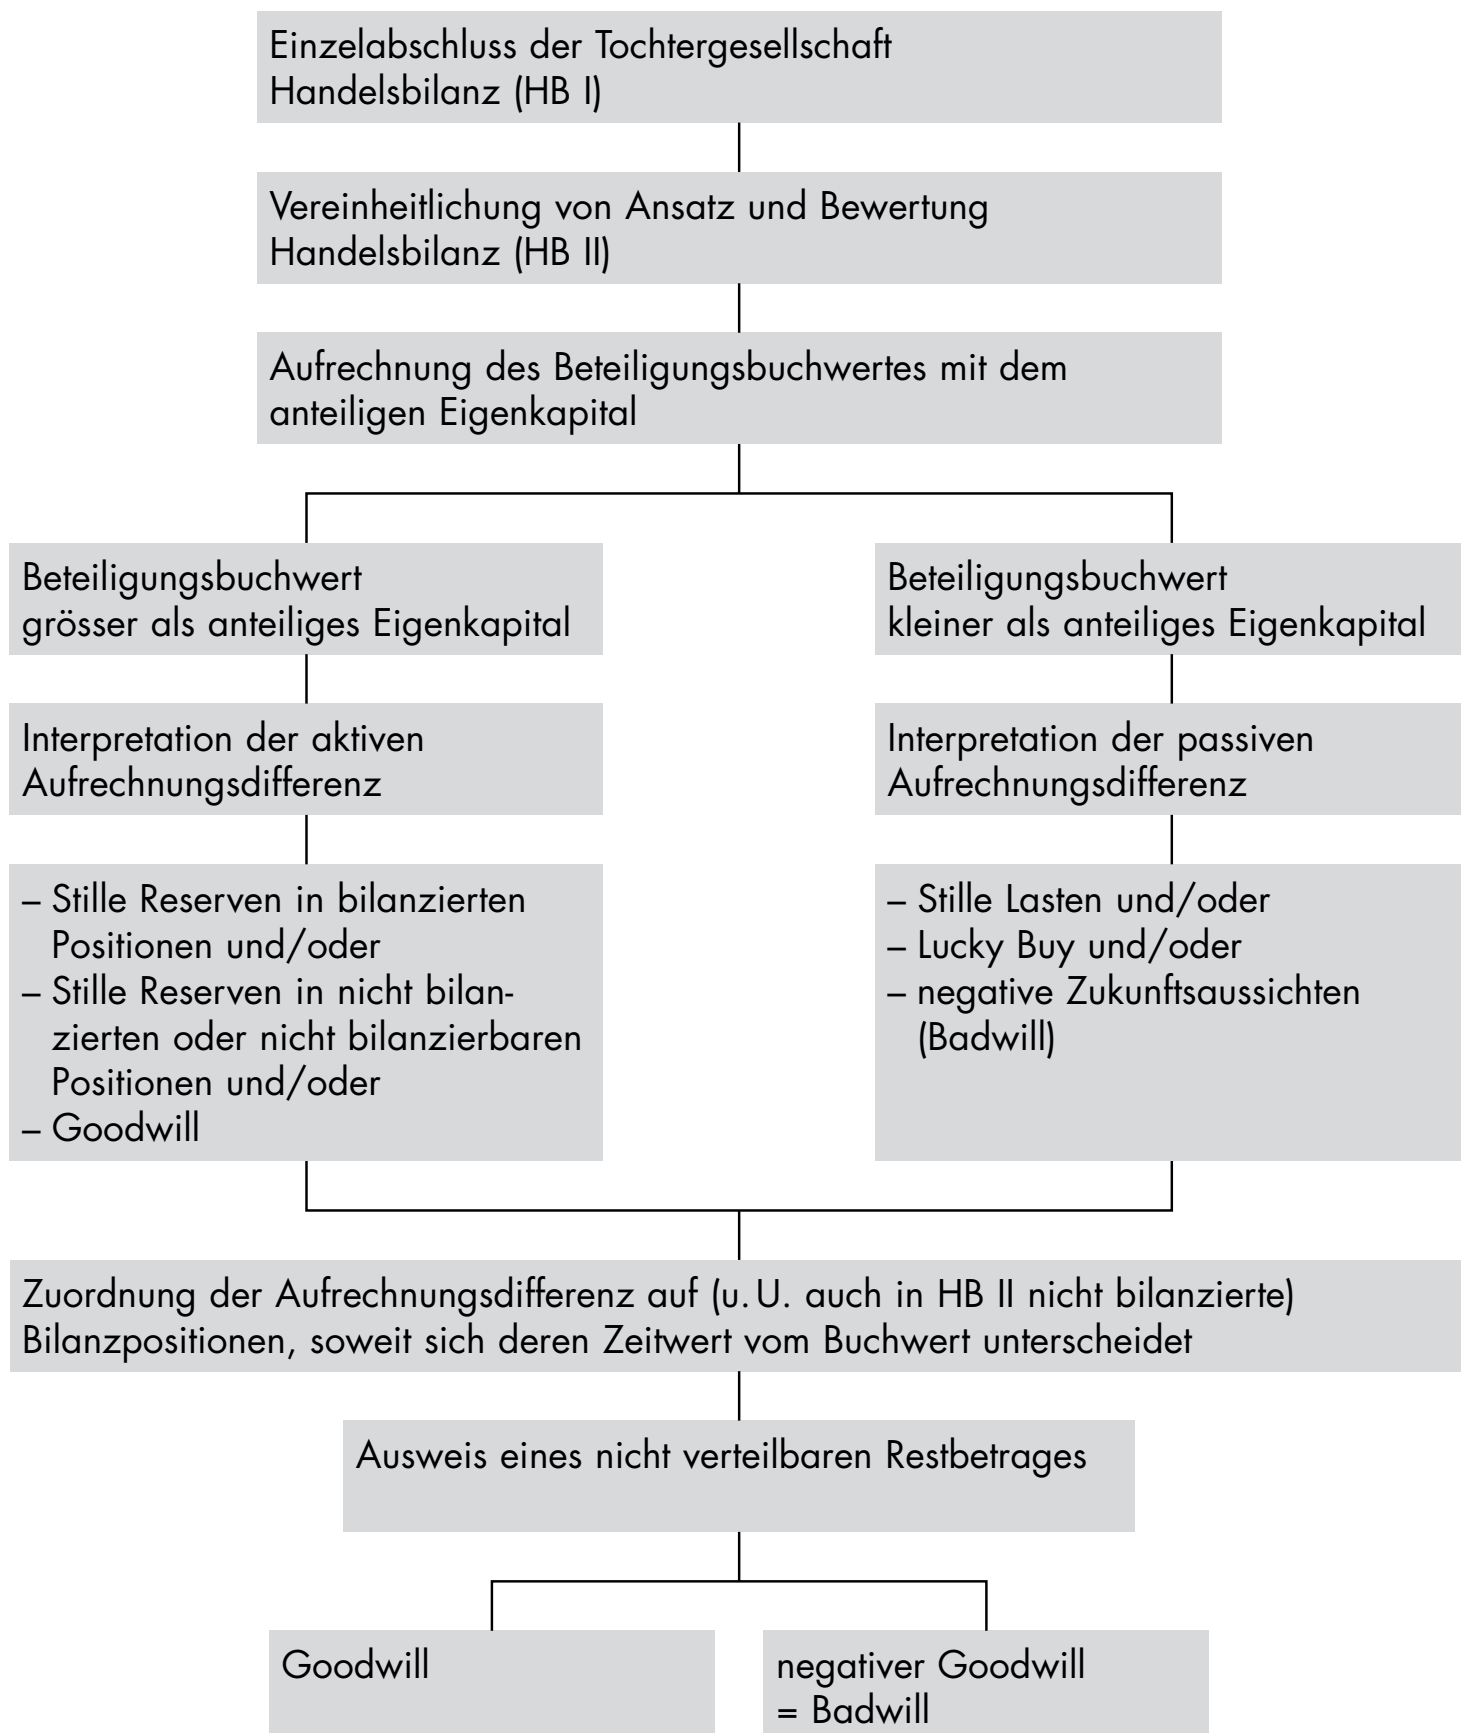 Einzelabschluss der Tochtergesellschaft
Handelsbilanz (HB I)
Vereinheitlichung von Ansatz und Bewertung
Handelsbilanz (HB II)
Aufrechnung des Beteiligungsbuchwertes mit dem
anteiligen Eigenkapital
Beteiligungsbuchwert
grösser als anteiliges Eigenkapital
Interpretation der aktiven
Aufrechnungsdifferenz
– Stille Reserven in bilanzierten
Positionen und/oder
– Stille Reserven in nicht bilan-
zierten oder nicht bilanzierbaren
Positionen und/oder
– Goodwill
Beteiligungsbuchwert
kleiner als anteiliges Eigenkapital
Interpretation der passiven
Aufrechnungsdifferenz
– Stille Lasten und/oder
– Lucky Buy und/oder
– negative Zukunftsaussichten
(Badwill)
Zuordnung der Aufrechnungsdifferenz auf (u. U. auch in HB II nicht bilanzierte)
Bilanzpositionen, soweit sich deren Zeitwert vom Buchwert unterscheidet
Ausweis eines nicht verteilbaren Restbetrages
Goodwill
negativer Goodwill
= Badwill